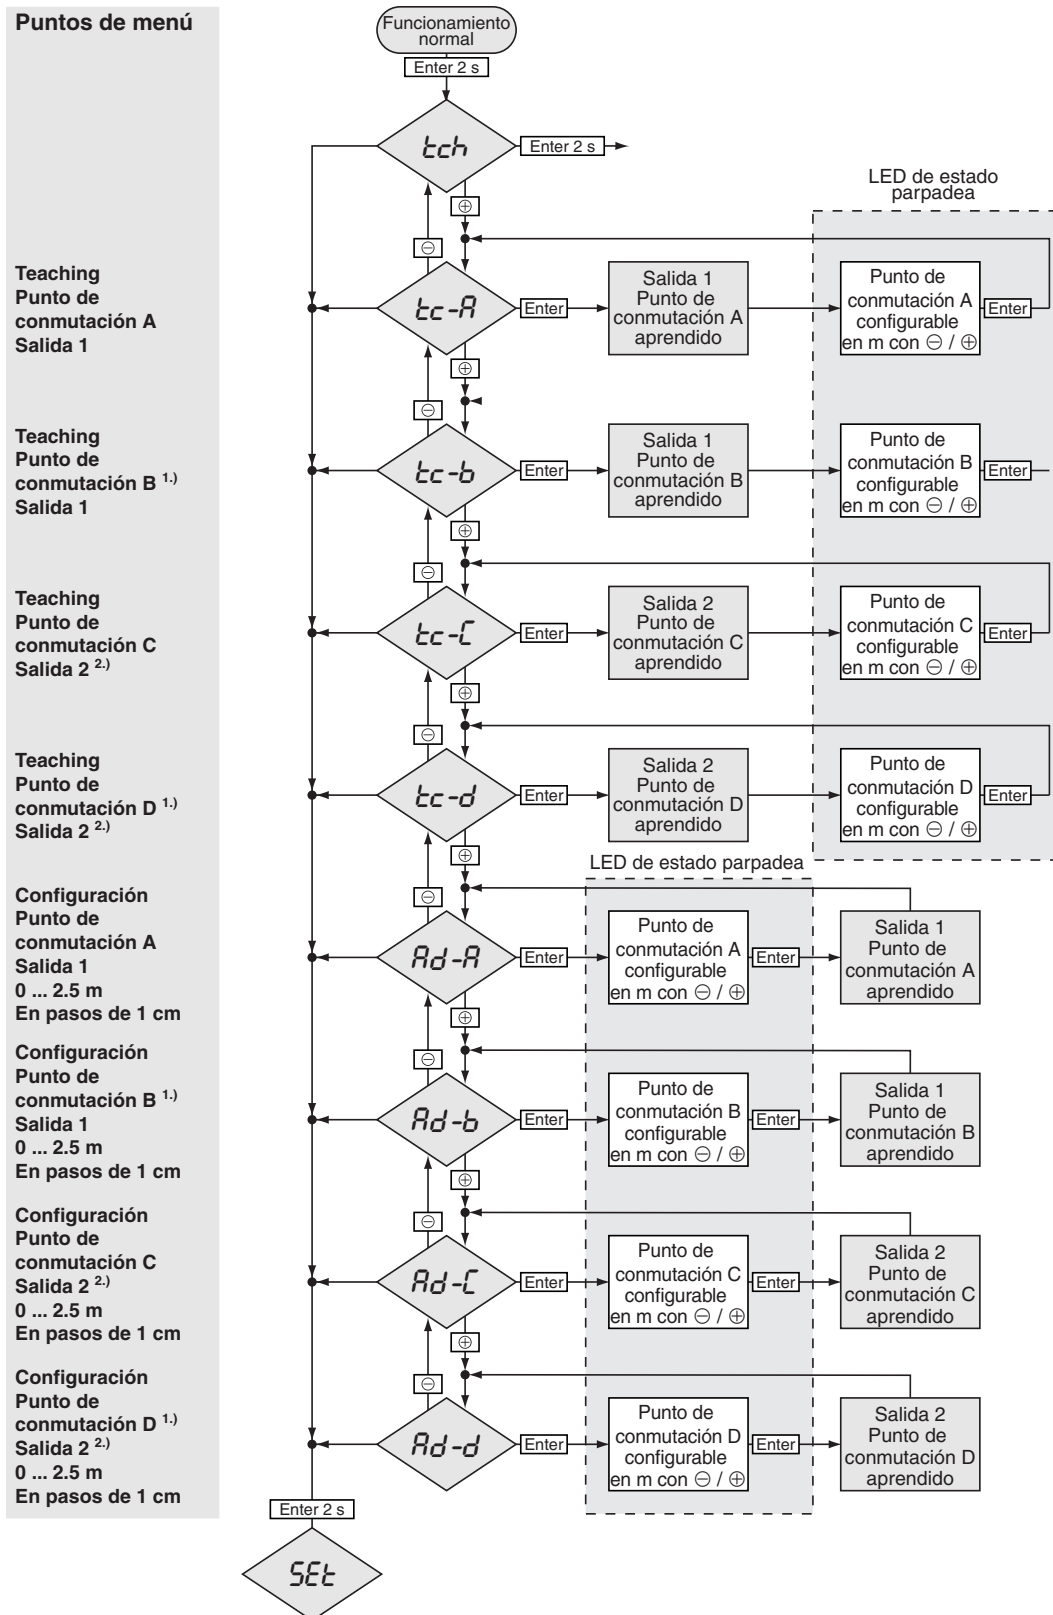 Puntos de menú
Funcionamiento
normal
Enter 2 s
tch
Enter 2 s
LED de estado
parpadea
⊕
⊖
Teaching
Punto de
conmutación A
Salida 1
tc-A
Enter
Salida 1
Punto de
conmutación A
aprendido
Punto de
conmutación A
configurable
en m con ⊖ / ⊕
Enter
⊕
⊖
Teaching
Punto de
conmutación B 1.)
Salida 1
tc-b
Enter
Salida 1
Punto de
conmutación B
aprendido
Punto de
conmutación B
configurable
en m con ⊖ / ⊕
Enter
⊕
⊖
Teaching
Punto de
conmutación C
Salida 2 2.)
tc-C
Enter
Salida 2
Punto de
conmutación C
aprendido
Punto de
conmutación C
configurable
en m con ⊖ / ⊕
Enter
⊕
⊖
Teaching
Punto de
conmutación D 1.)
Salida 2 2.)
tc-d
Enter
Salida 2
Punto de
conmutación D
aprendido
Punto de
conmutación D
configurable
en m con ⊖ / ⊕
Enter
⊕
⊖
LED de estado parpadea
Configuración
Punto de
conmutación A
Salida 1
0 ... 2.5 m
En pasos de 1 cm
Ad-A
Enter
Punto de
conmutación A
configurable
en m con ⊖ / ⊕
Enter
Salida 1
Punto de
conmutación A
aprendido
⊕
⊖
Configuración
Punto de
conmutación B 1.)
Salida 1
0 ... 2.5 m
En pasos de 1 cm
Ad-b
Enter
Punto de
conmutación B
configurable
en m con ⊖ / ⊕
Enter
Salida 1
Punto de
conmutación B
aprendido
⊕
⊖
Configuración
Punto de
conmutación C
Salida 2 2.)
0 ... 2.5 m
En pasos de 1 cm
Ad-C
Enter
Punto de
conmutación C
configurable
en m con ⊖ / ⊕
Enter
Salida 2
Punto de
conmutación C
aprendido
⊕
⊖
Configuración
Punto de
conmutación D 1.)
Salida 2 2.)
0 ... 2.5 m
En pasos de 1 cm
Ad-d
Enter
Punto de
conmutación D
configurable
en m con ⊖ / ⊕
Enter
Salida 2
Punto de
conmutación D
aprendido
Enter 2 s
SEt